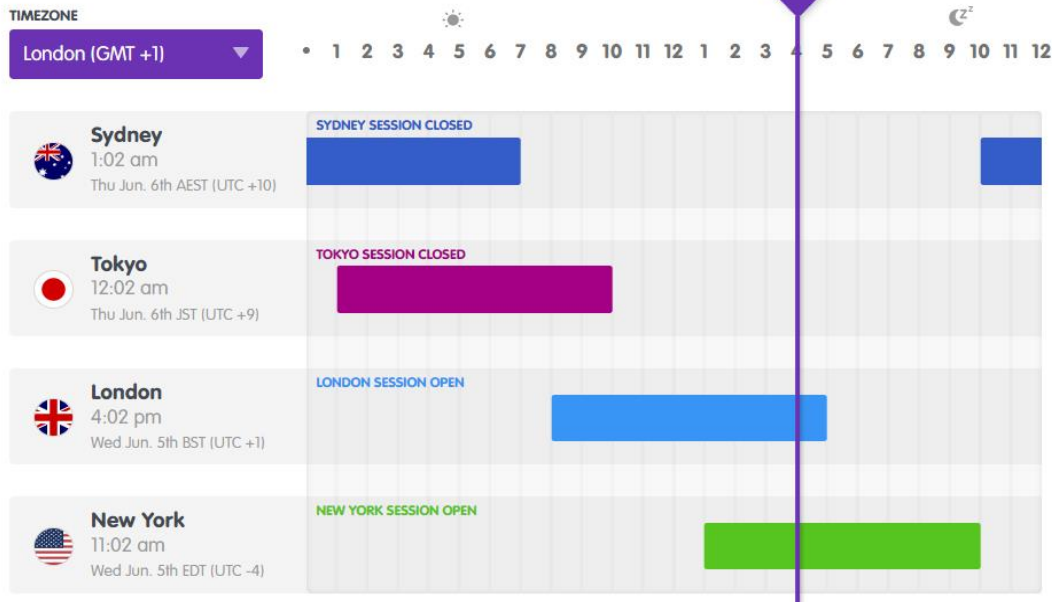 TIMEZONE
London (GMT +1)
• 1 2 3 4 5 6 7 8 9 10 11 12 1 2 3 4 5 6 7 8 9 10 11 12
zz
Sydney
1:02 am
Thu Jun. 6th AEST (UTC +10)
SYDNEY SESSION CLOSED
Tokyo
12:02 am
Thu Jun. 6th JST (UTC +9)
TOKYO SESSION CLOSED
London
4:02 pm
Wed Jun. 5th BST (UTC +1)
LONDON SESSION OPEN
New York
11:02 am
Wed Jun. 5th EDT (UTC -4)
NEW YORK SESSION OPEN